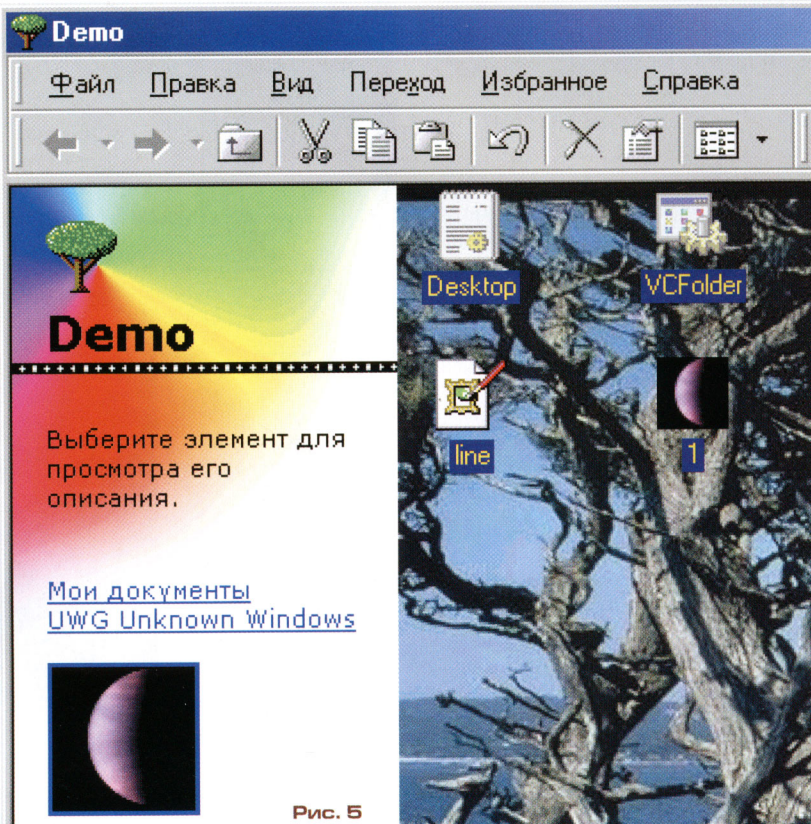 Demo
Файл Правка Вид Переход Избранное Справка
Demo
Выберите элемент для
просмотра его
описания.
Мои документы
UWG Unknown Windows
Рис. 5
Desktop VCFolder
line 1